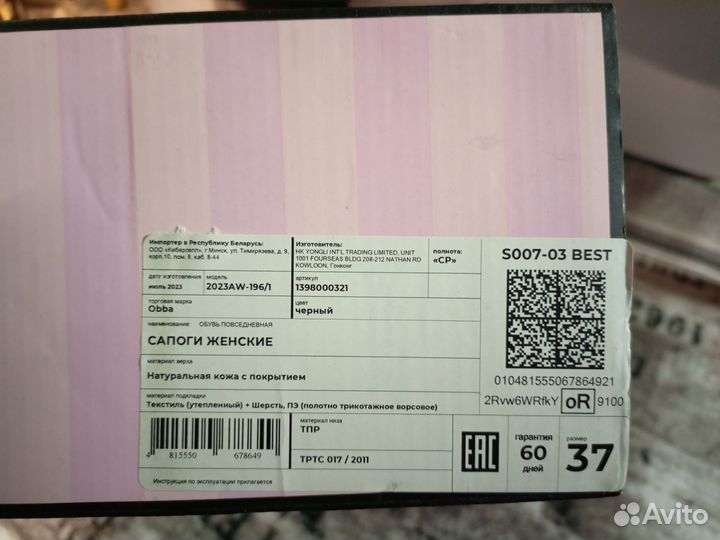 Импортер в Республику Беларусь:
ООО «Киберовпл», г.Минск, ул. Тимирязева, д. 9,
корп.10, пом. 8, каб. 8-44
Изготовитель:
HK YONGLI INT'L TRADING LIMITED, UNIT
1001 FOURSEAS BLDG 208-212 NATHAN RD
KOWLOON, Гонконг
полнота:
«СР»
дата изготовления
июль 2023
модель
2023AW-196/1
артикул
1398000321
торговая марка
Obba
цвет
черный
наименование: ОБУВЬ ПОВСЕДНЕВНАЯ
САПОГИ ЖЕНСКИЕ
материал верха
Натуральная кожа с покрытием
материал подкладки
Текстиль (утепленный) + Шерсть, ПЭ (полотно трикотажное ворсовое)
4 815550 678649
материал низа
ТПР
ТРТС 017 / 2011
Инструкция по эксплуатации прилагается
S007-03 BEST
010481555067864921
2Rvw6WRfkY oR 9100
EAC
гарантия
60
дней
размер
37
Avito